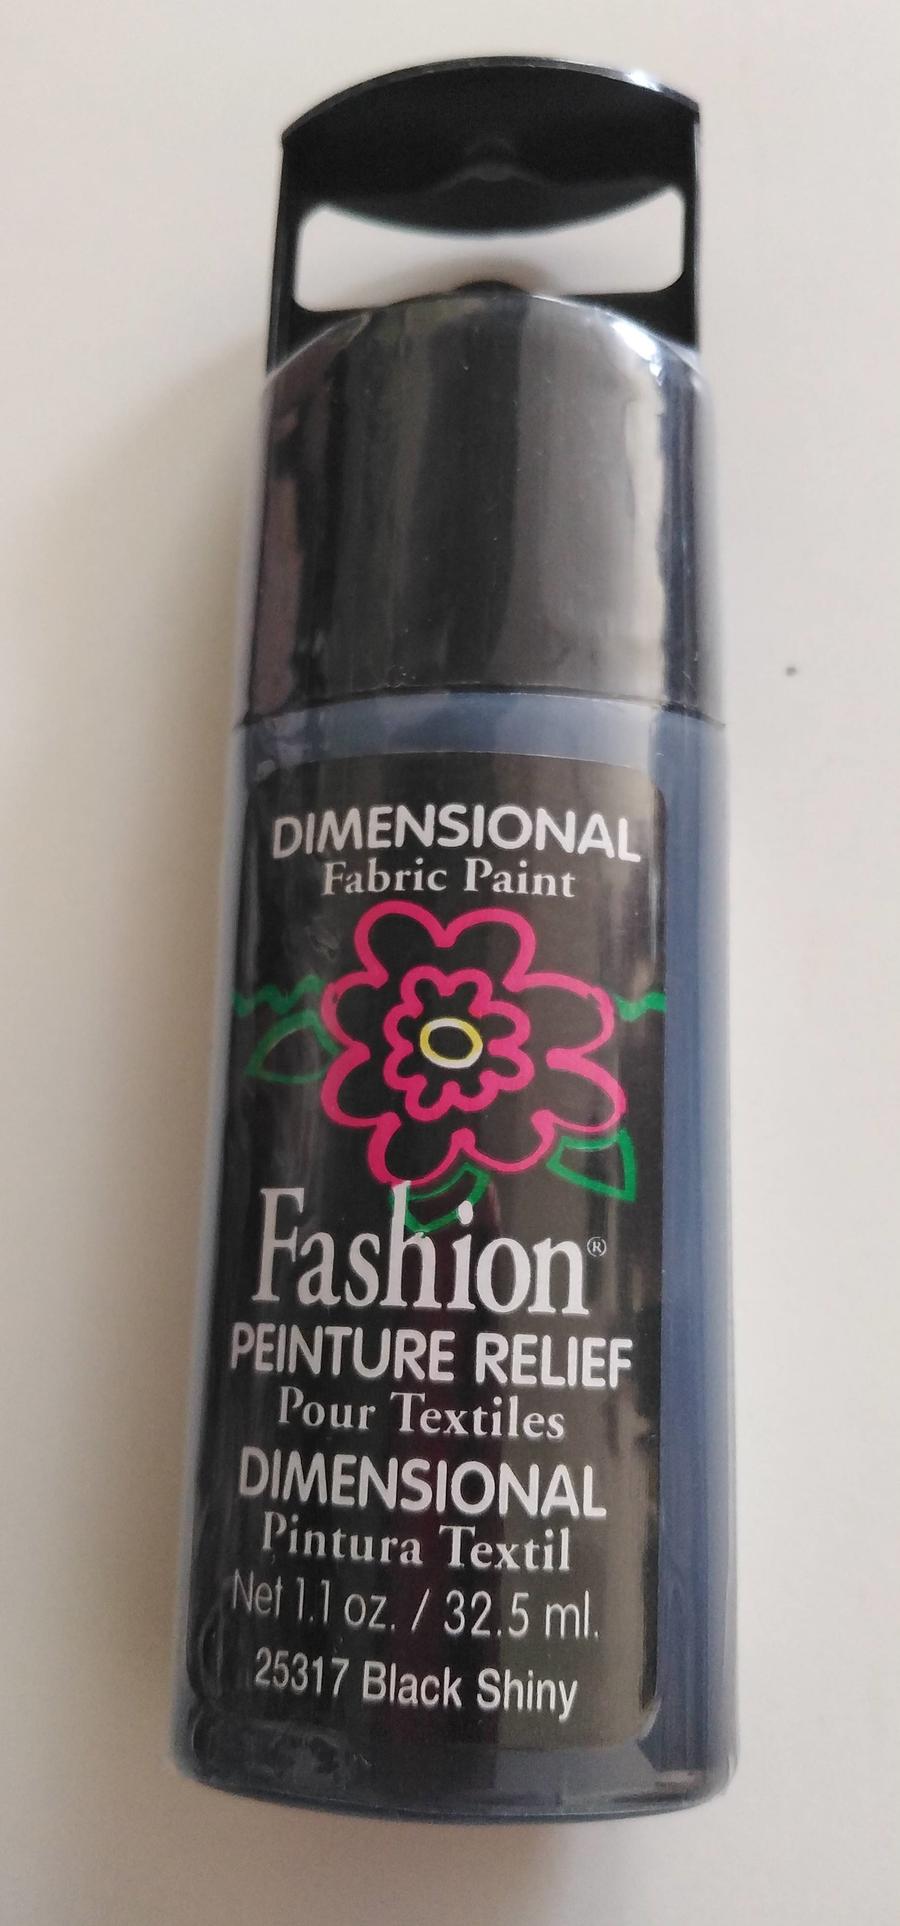 DIMENSIONAL
Fabric Paint
Fashion®
PEINTURE RELIEF
Pour Textiles
DIMENSIONAL
Pintura Textil
Net 1.1 oz. / 32.5 ml.
25317 Black Shiny